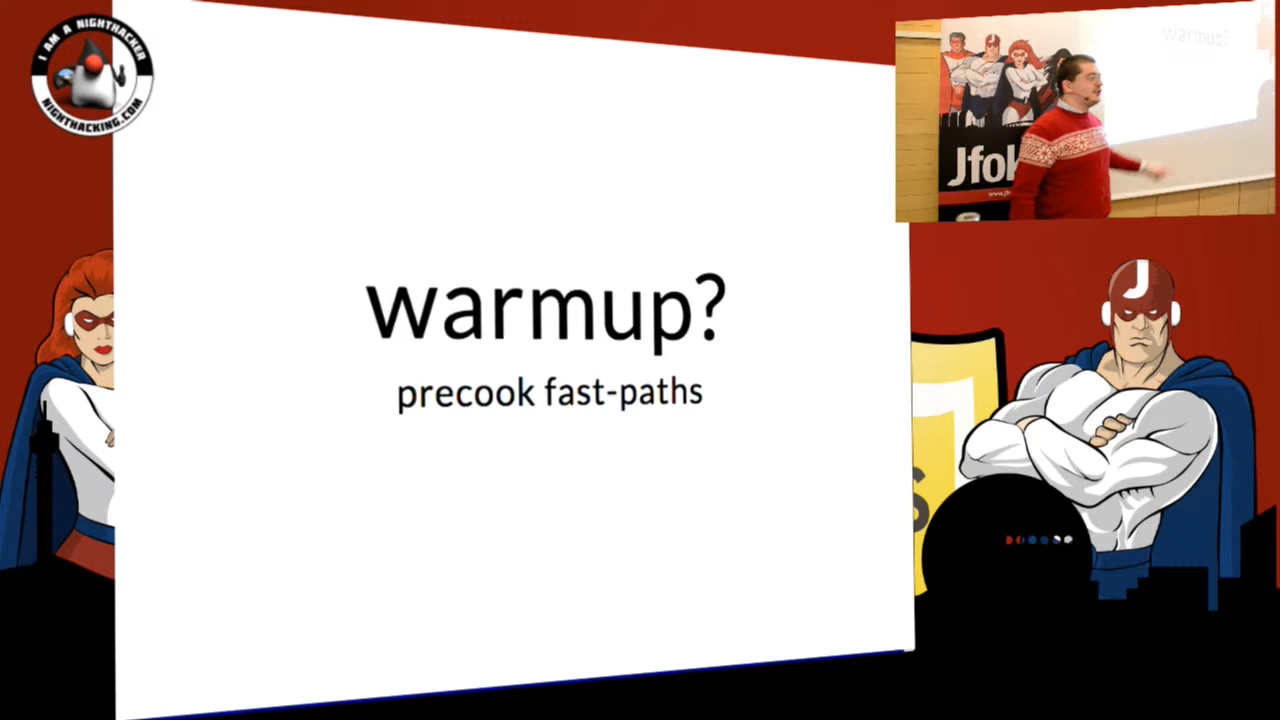 I AM A NIGHTHACKER
NIGHTHACKING.COM
warmup?
precook fast-paths
warmup?
Jfok
J
S